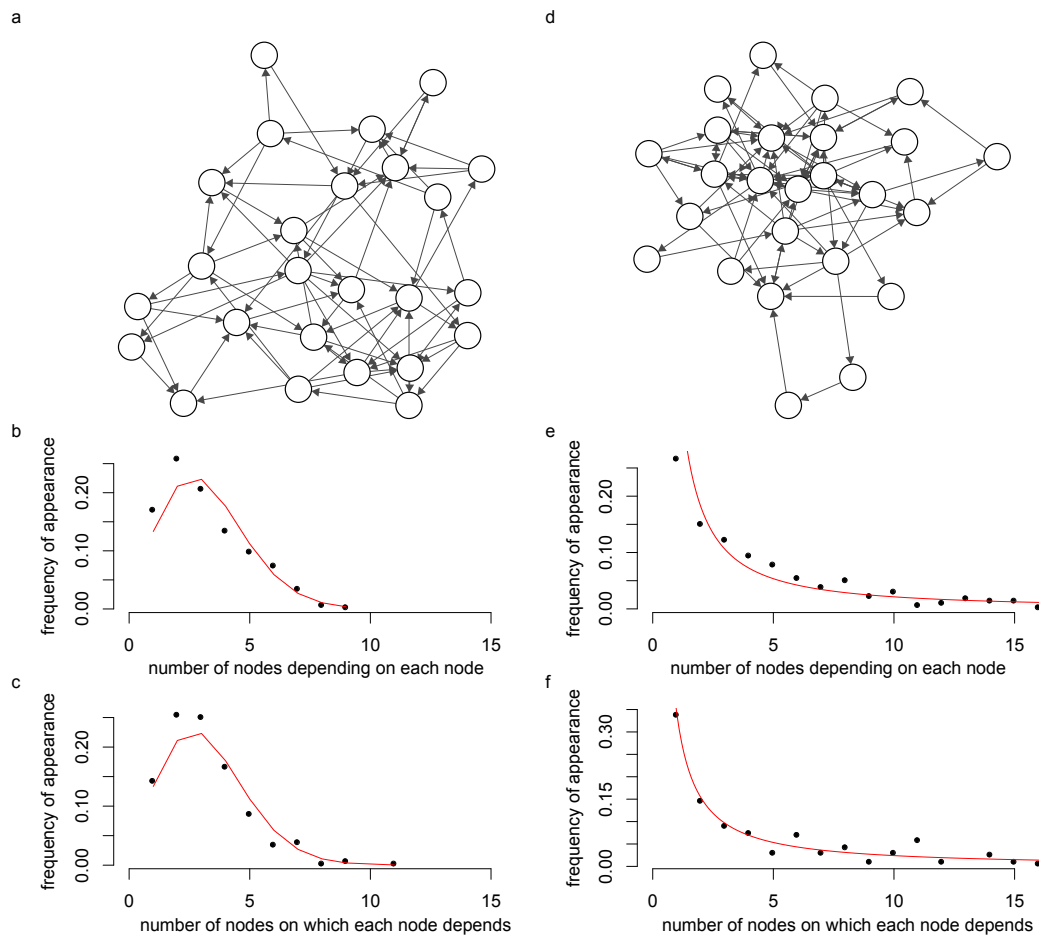 a
d
b
frequency of appearance
0.00
0.10
0.20
0
5
10
15
number of nodes depending on each node
e
frequency of appearance
0.00
0.10
0.20
0
5
10
15
number of nodes depending on each node
c
frequency of appearance
0.00
0.10
0.20
0
5
10
15
number of nodes on which each node depends
f
frequency of appearance
0.00
0.15
0.30
0
5
10
15
number of nodes on which each node depends